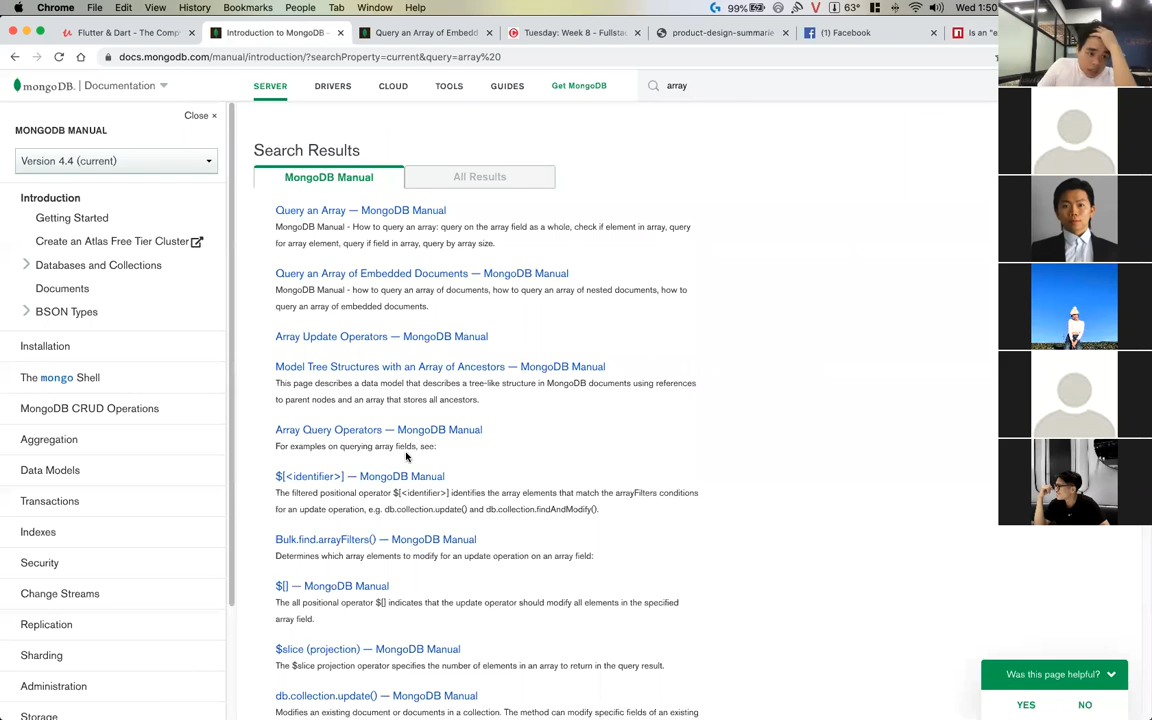 Chrome File Edit View History Bookmarks People Tab Window Help 99% 63° Wed 1:50
Flutter & Dart - The Comp
Introduction to MongoDB –
Query an Array of Embedd
Tuesday: Week 8 – Fullsta
product-design-summarie
(1) Facebook
Is an "e
docs.mongodb.com/manual/introduction/?searchProperty=current&query=array%20
mongoDB. | Documentation
SERVER DRIVERS CLOUD TOOLS GUIDES Get MongoDB array
Close ×
MONGODB MANUAL
Version 4.4 (current)
Introduction
Getting Started
Create an Atlas Free Tier Cluster
Databases and Collections
Documents
BSON Types
Installation
The mongo Shell
MongoDB CRUD Operations
Aggregation
Data Models
Transactions
Indexes
Security
Change Streams
Replication
Sharding
Administration
Storage
Search Results
MongoDB Manual
All Results
Query an Array — MongoDB Manual
MongoDB Manual - How to query an array: query on the array field as a whole, check if element in array, query
for array element, query if field in array, query by array size.
Query an Array of Embedded Documents — MongoDB Manual
MongoDB Manual - how to query an array of documents, how to query an array of nested documents, how to
query an array of embedded documents.
Array Update Operators — MongoDB Manual
Model Tree Structures with an Array of Ancestors — MongoDB Manual
This page describes a data model that describes a tree-like structure in MongoDB documents using references
to parent nodes and an array that stores all ancestors.
Array Query Operators — MongoDB Manual
For examples on querying array fields, see:
$[<identifier>] — MongoDB Manual
The filtered positional operator $[<identifier>] identifies the array elements that match the arrayFilters conditions
for an update operation, e.g. db.collection.update() and db.collection.findAndModify().
Bulk.find.arrayFilters() — MongoDB Manual
Determines which array elements to modify for an update operation on an array field:
$[] — MongoDB Manual
The all positional operator $[] indicates that the update operator should modify all elements in the specified
array field.
$slice (projection) — MongoDB Manual
The $slice projection operator specifies the number of elements in an array to return in the query result.
db.collection.update() — MongoDB Manual
Modifies an existing document or documents in a collection. The method can modify specific fields of an existing
Was this page helpful?
YES NO